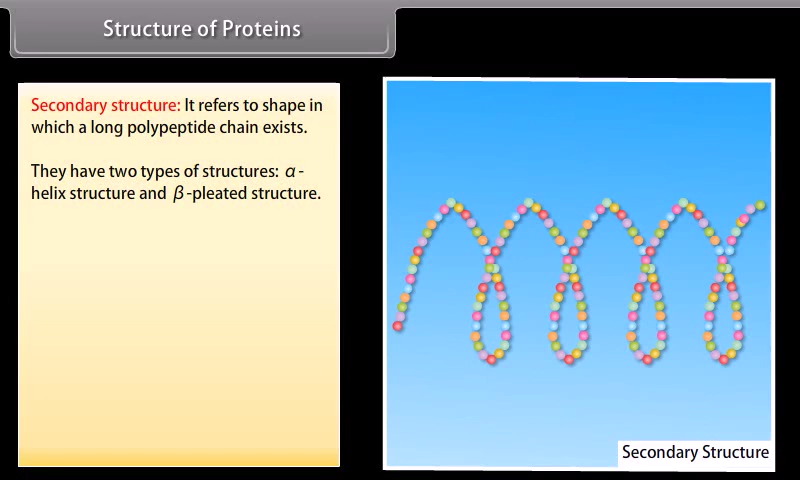 Structure of Proteins
Secondary structure: It refers to shape in
which a long polypeptide chain exists.
They have two types of structures: α-
helix structure and β-pleated structure.
Secondary Structure